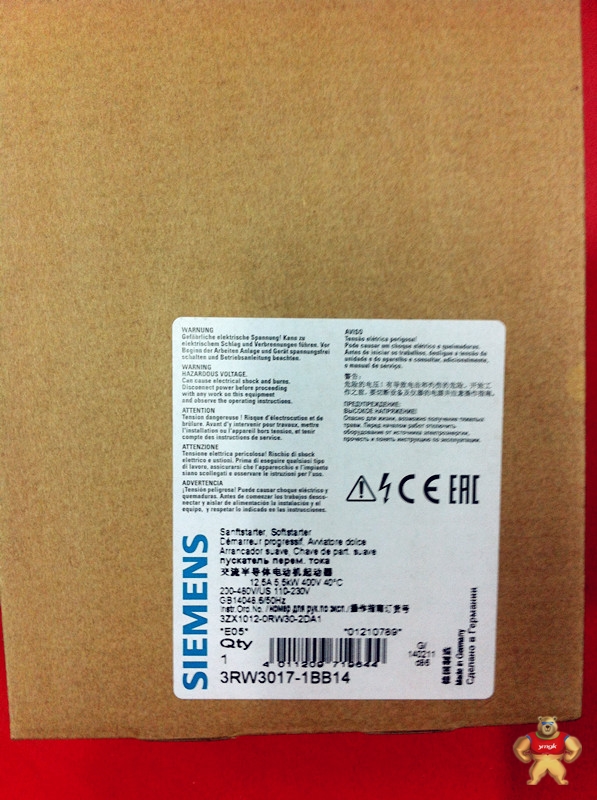 WARNUNG
Gefährliche elektrische Spannung! Kann zu
elektrischem Schlag und Verbrennungen führen. Vor
Beginn der Arbeiten Anlage und Gerät spannungsfrei
schalten und Betriebsanleitung beachten.
WARNING
HAZARDOUS VOLTAGE.
Can cause electrical shock and burns.
Disconnect power before proceeding
with any work on this equipment
and observe the operating instructions.
ATTENTION
Tension dangereuse ! Risque d'électrocution et de
brûlure. Avant d'y intervenir pour travaux, mettre
l'installation ou l'appareil hors tension, et tenir
compte des instructions de service.
ATTENZIONE
Tensione elettrica pericolosa! Rischio di shock
elettrico e ustioni. Prima di eseguire qualsiasi tipo
di lavoro, assicurarsi che l'apparecchio e l'impianto
siano scollegati e osservare le istruzioni per l'uso.
ADVERTENCIA
¡Tensión peligrosa! Puede causar choque eléctrico y
quemaduras. Antes de comenzar los trabajos desco-
nectar y aislar de alimentación la instalación y el
equipo, y respetar lo indicado en las instrucciones.
AVISO
Tensão elétrica perigosa!
Pode causar um choque elétrico e queimaduras.
Antes de iniciar os trabalhos, desligue a tensão da
unidade e do aparelho e consultar, adicionalmente,
o manual de serviço.
警告:
危险的电压!有导致电击和灼伤的危险。开放工
作之前,要切断设备及仪器的电源并注意操作指南。
ПРЕДУПРЕЖДЕНИЕ:
ВЫСОКОЕ НАПРЯЖЕНИЕ!
Опасно для жизни, возможно получение тяжелых
травм. Перед началом работ отключить
оборудование от источника электроэнергии,
прочесть и понять инструкцию по эксплуатации.
CE EAC
SIEMENS
Sanftstarter, Softstarter
Démarreur progressif, Avviatore dolce
Arrancador suave, Chave de part. suave
пускатель перем. тока
交流半导体电动机起动器
12,5A 5,5kW 400V 40°C
200-480V/US 110-230V
GB14048.6/50Hz
Instr.Ord.No. / номер для рук.по эксп. / 操作指南订货号
3ZX1012-0RW30-2DA1
*E05* *01210789*
Qty
1
4 011209 719644
G/
140211
d86
3RW3017-1BB14
德国制造
Made in Germany
Сделано в Германии
ymgk